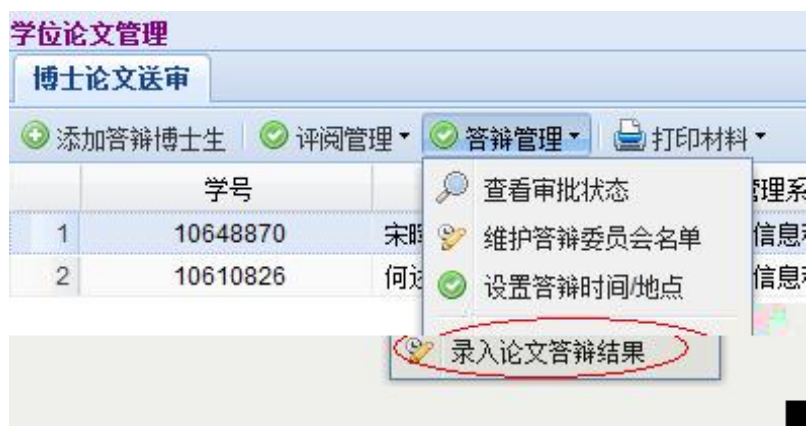 学位论文管理
博士论文送审
添加答辩博士生 评阅管理 答辩管理 打印材料
学号 管理系
1 10648870 宋 信息
2 10610826 何 信息
查看审批状态
维护答辩委员会名单
设置答辩时间/地点
录入论文答辩结果